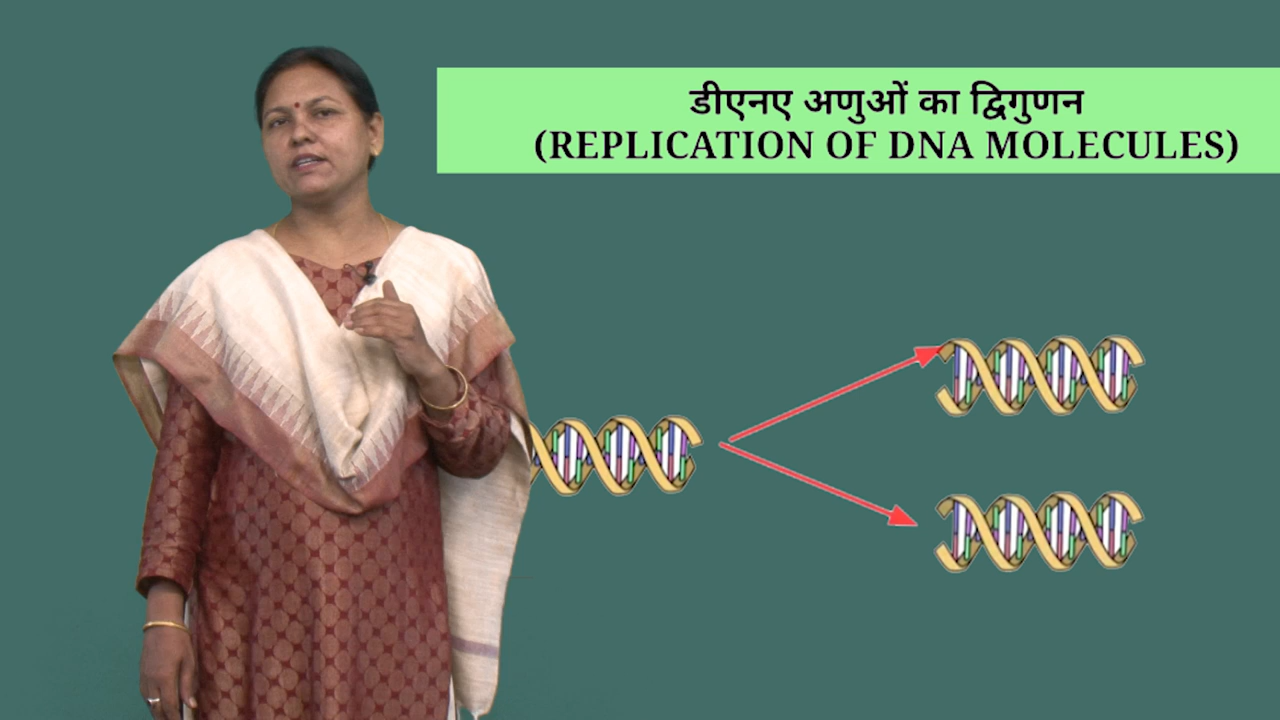 डीएनए अणुओं का द्विगुणन
(REPLICATION OF DNA MOLECULES)